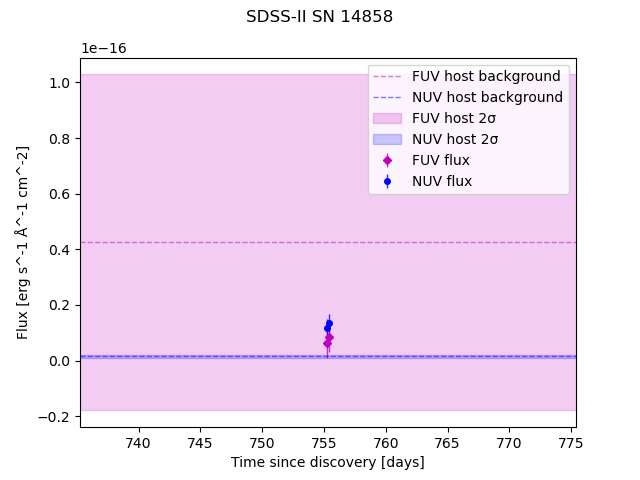 SDSS-II SN 14858
1e−16
FUV host background
NUV host background
FUV host 2σ
NUV host 2σ
FUV flux
NUV flux
1.0
0.8
0.6
0.4
0.2
0.0
−0.2
Flux [erg s^-1 Å^-1 cm^-2]
740 745 750 755 760 765 770 775
Time since discovery [days]